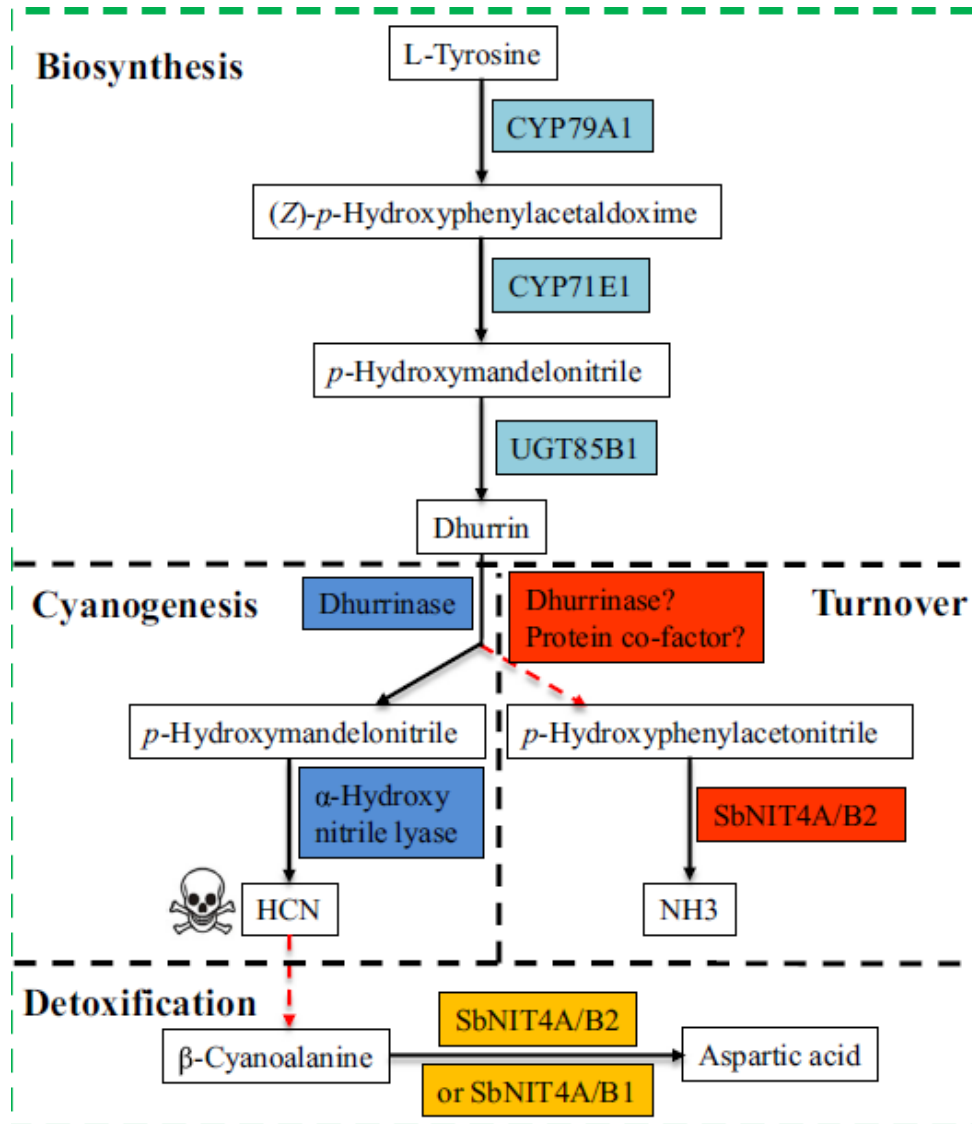 Biosynthesis
L-Tyrosine
CYP79A1
(Z)-p-Hydroxyphenylacetaldoxime
CYP71E1
p-Hydroxymandelonitrile
UGT85B1
Dhurrin
Cyanogenesis
Dhurrinase
Dhurrinase?
Protein co-factor?
Turnover
p-Hydroxymandelonitrile
p-Hydroxyphenylacetonitrile
α-Hydroxy
nitrile lyase
SbNIT4A/B2
HCN
NH3
Detoxification
SbNIT4A/B2
β-Cyanoalanine
Aspartic acid
or SbNIT4A/B1